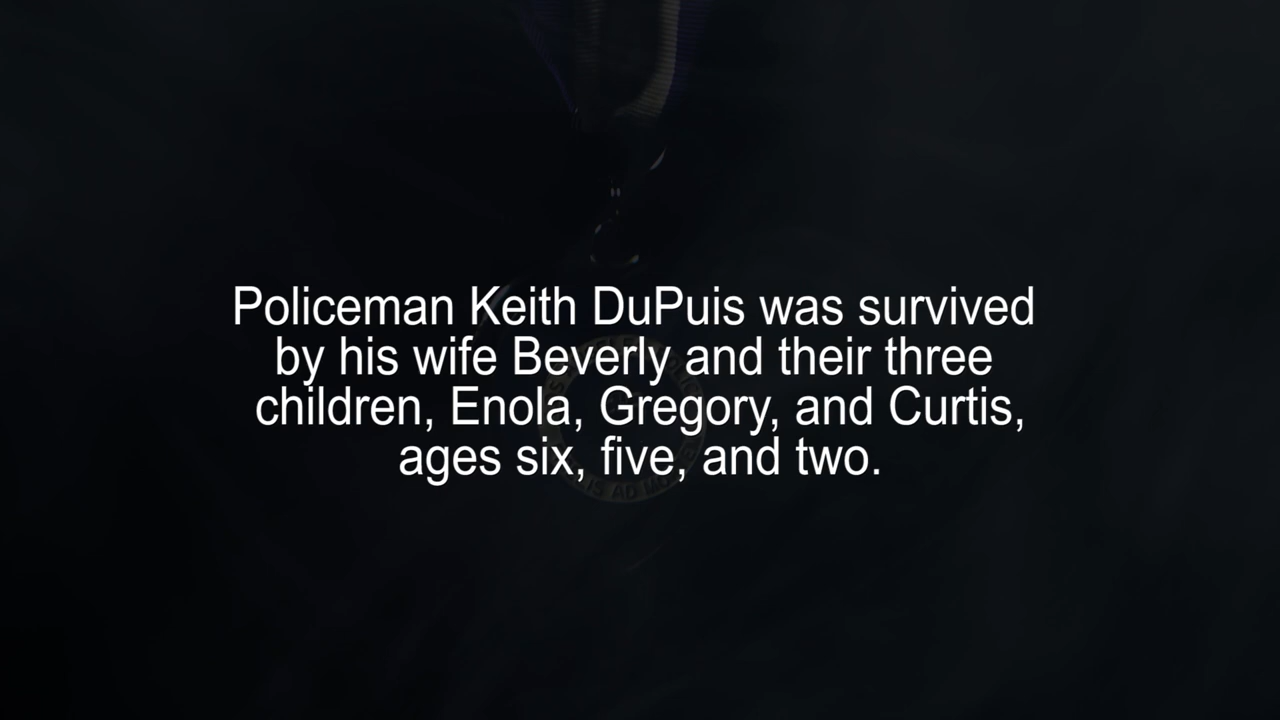 Policeman Keith DuPuis was survived
by his wife Beverly and their three
children, Enola, Gregory, and Curtis,
ages six, five, and two.